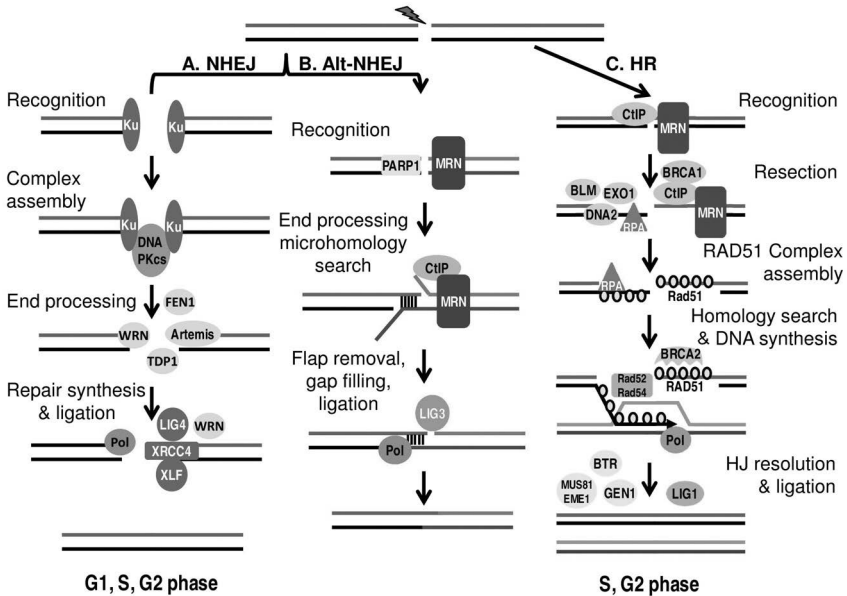 A. NHEJ
B. Alt-NHEJ
C. HR
Recognition
Ku
Ku
Complex
assembly
Ku
Ku
DNA
PKcs
End processing
FEN1
WRN
Artemis
TDP1
Repair synthesis
& ligation
LIG4
WRN
Pol
XRCC4
XLF
G1, S, G2 phase
Recognition
PARP1
MRN
End processing
microhomology
search
CtIP
MRN
Flap removal,
gap filling,
ligation
LIG3
Pol
Recognition
CtIP
MRN
Resection
BRCA1
BLM
EXO1
CtIP
DNA2
RPA
MRN
RAD51 Complex
assembly
RPA
Rad51
Homology search
& DNA synthesis
BRCA2
Rad52
Rad54
RAD51
Pol
HJ resolution
& ligation
BTR
MUS81
EME1
GEN1
LIG1
S, G2 phase